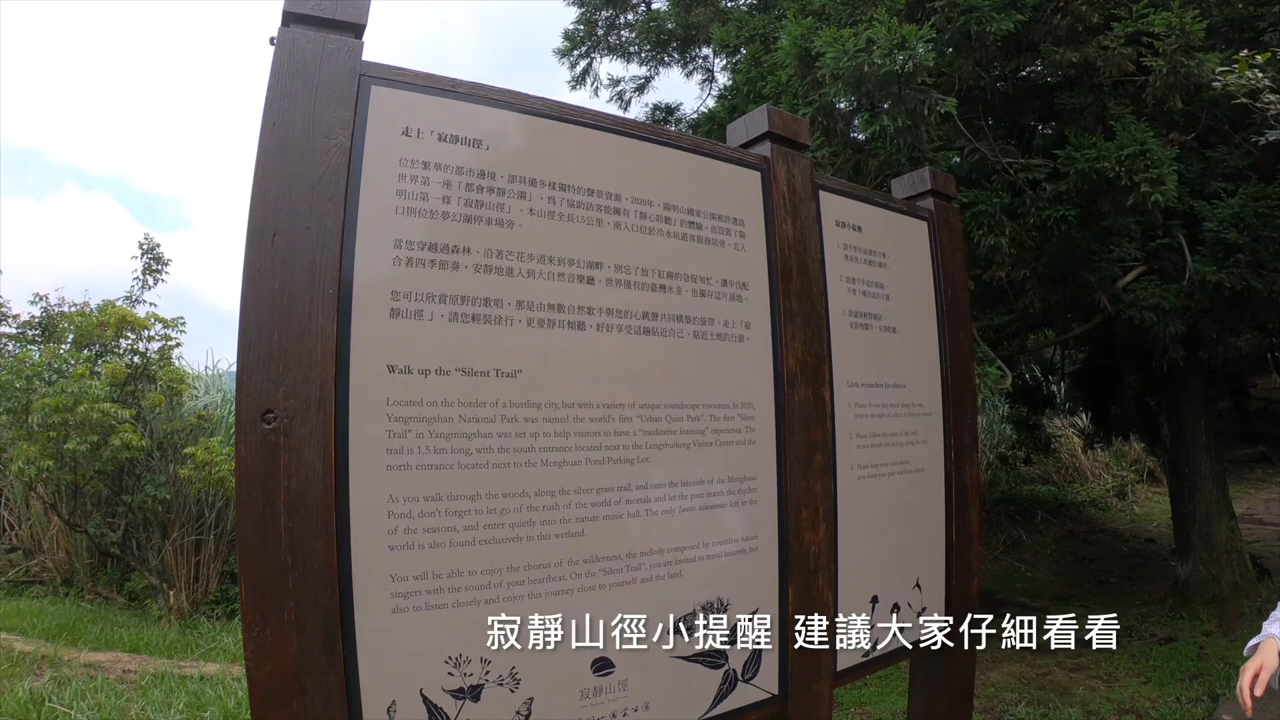 走上「寂靜山徑」
位於繁華的都市邊境，卻具備多樣獨特的聲景資源。2020年，陽明山國家公園被評選為
世界第一座「都會寧靜公園」，為了協助訪客能擁有「靜心聆聽」的體驗，而設置了陽
明山第一條「寂靜山徑」。本山徑全長1.5公里，南入口位於冷水坑遊客服務站旁，北入
口則位於夢幻湖停車場旁。
當您穿越過森林、沿著芒花步道來到夢幻湖畔，別忘了放下紅塵的急促匆忙，讓步伐配
合著四季節奏，安靜地進入到大自然音樂廳。世界僅有的臺灣水韭，也獨存這片濕地。
您可以欣賞原野的歌唱，那是由無數自然歌手與您的心跳聲共同構築的旋律。走上「寂
靜山徑」，請您輕裝徐行，更要靜耳傾聽，好好享受這趟貼近自己、貼近土地的行旅。
Walk up the “Silent Trail”
Located on the border of a bustling city, but with a variety of unique soundscape resources. In 2020,
Yangmingshan National Park was named the world's first “Urban Quiet Park”. The first "Silent
Trail" in Yangmingshan was set up to help visitors to have a “meditative listening” experience. The
trail is 1.5 km long, with the south entrance located next to the Lengshuikeng Visitor Center and the
north entrance located next to the Menghuan Pond Parking Lot.
As you walk through the woods, along the silver grass trail, and onto the lakeside of the Menghuan
Pond, don't forget to let go of the rush of the world of mortals and let the pace match the rhythm
of the seasons, and enter quietly into the nature music hall. The only Isoetes taiwanensis left in the
world is also found exclusively in this wetland.
You will be able to enjoy the chorus of the wilderness, the melody composed by countless nature
singers with the sound of your heartbeat. On the “Silent Trail”, you are invited to travel leisurely, but
also to listen closely and enjoy this journey close to yourself and the land.
寂靜山徑
Silent Trail
寂靜小提醒
Little reminders for silence
1. Please do not play music along the way,
2. Please follow the route of the trail,
3. Please keep your voice down,
寂靜山徑小提醒 建議大家仔細看看